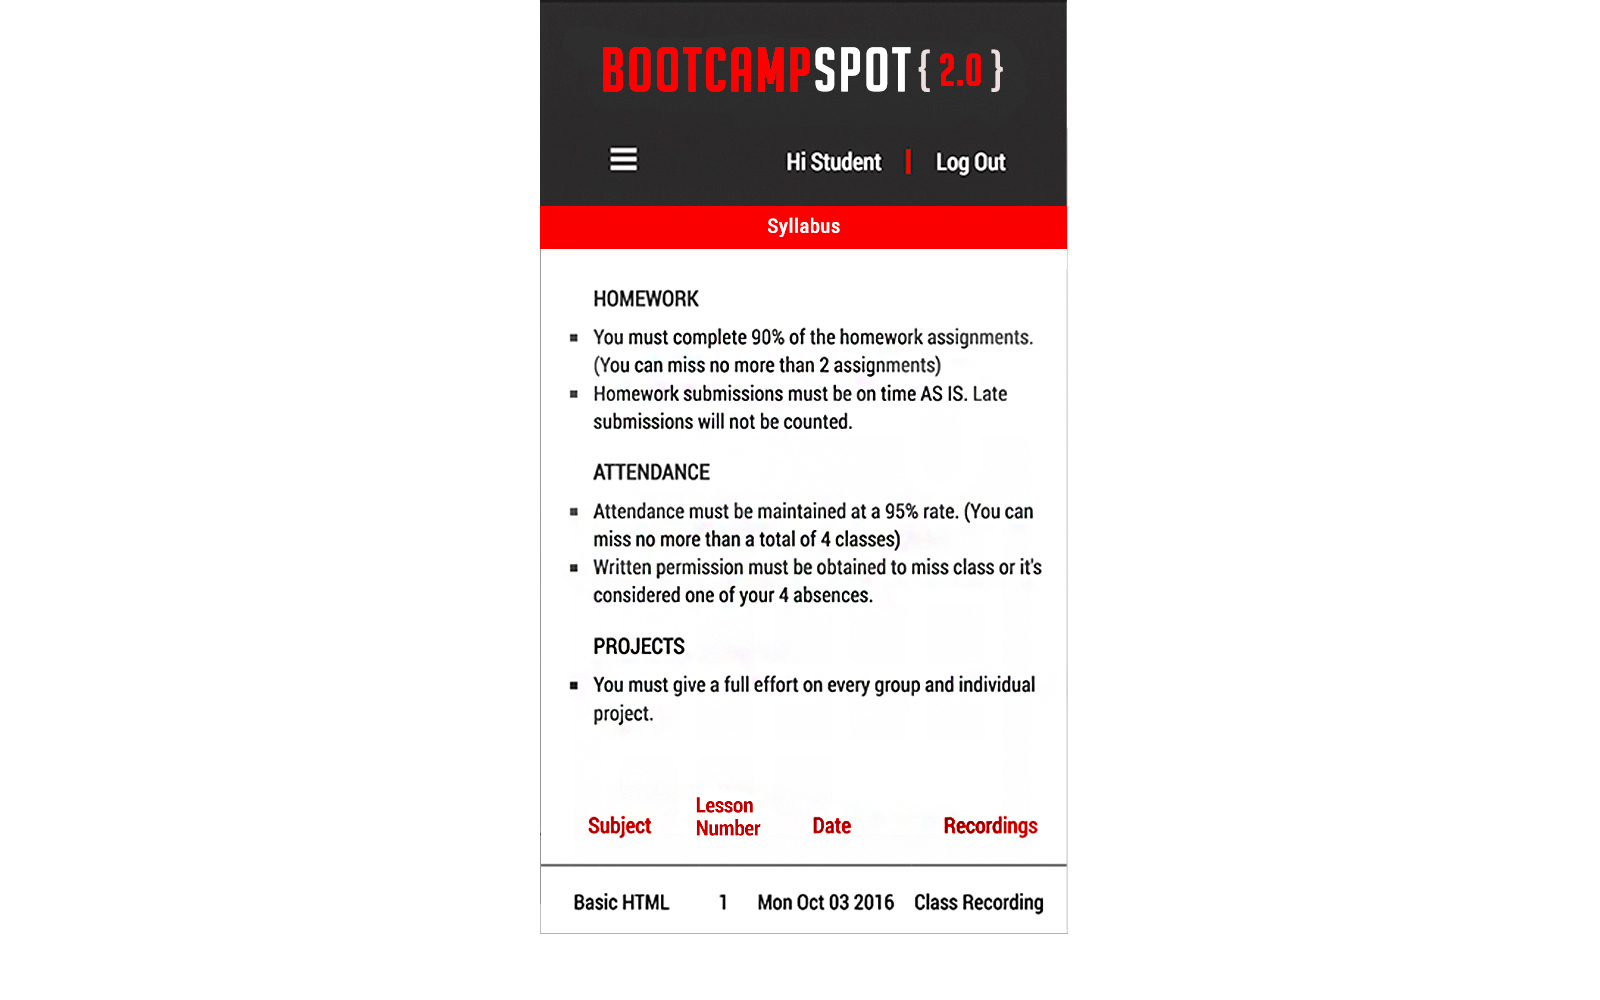 BOOTCAMPSPOT{ 2.0 }
Hi Student | Log Out
Syllabus
HOMEWORK
You must complete 90% of the homework assignments.
(You can miss no more than 2 assignments)
Homework submissions must be on time AS IS. Late
submissions will not be counted.
ATTENDANCE
Attendance must be maintained at a 95% rate. (You can
miss no more than a total of 4 classes)
Written permission must be obtained to miss class or it's
considered one of your 4 absences.
PROJECTS
You must give a full effort on every group and individual
project.
Subject Lesson Number Date Recordings
Basic HTML 1 Mon Oct 03 2016 Class Recording